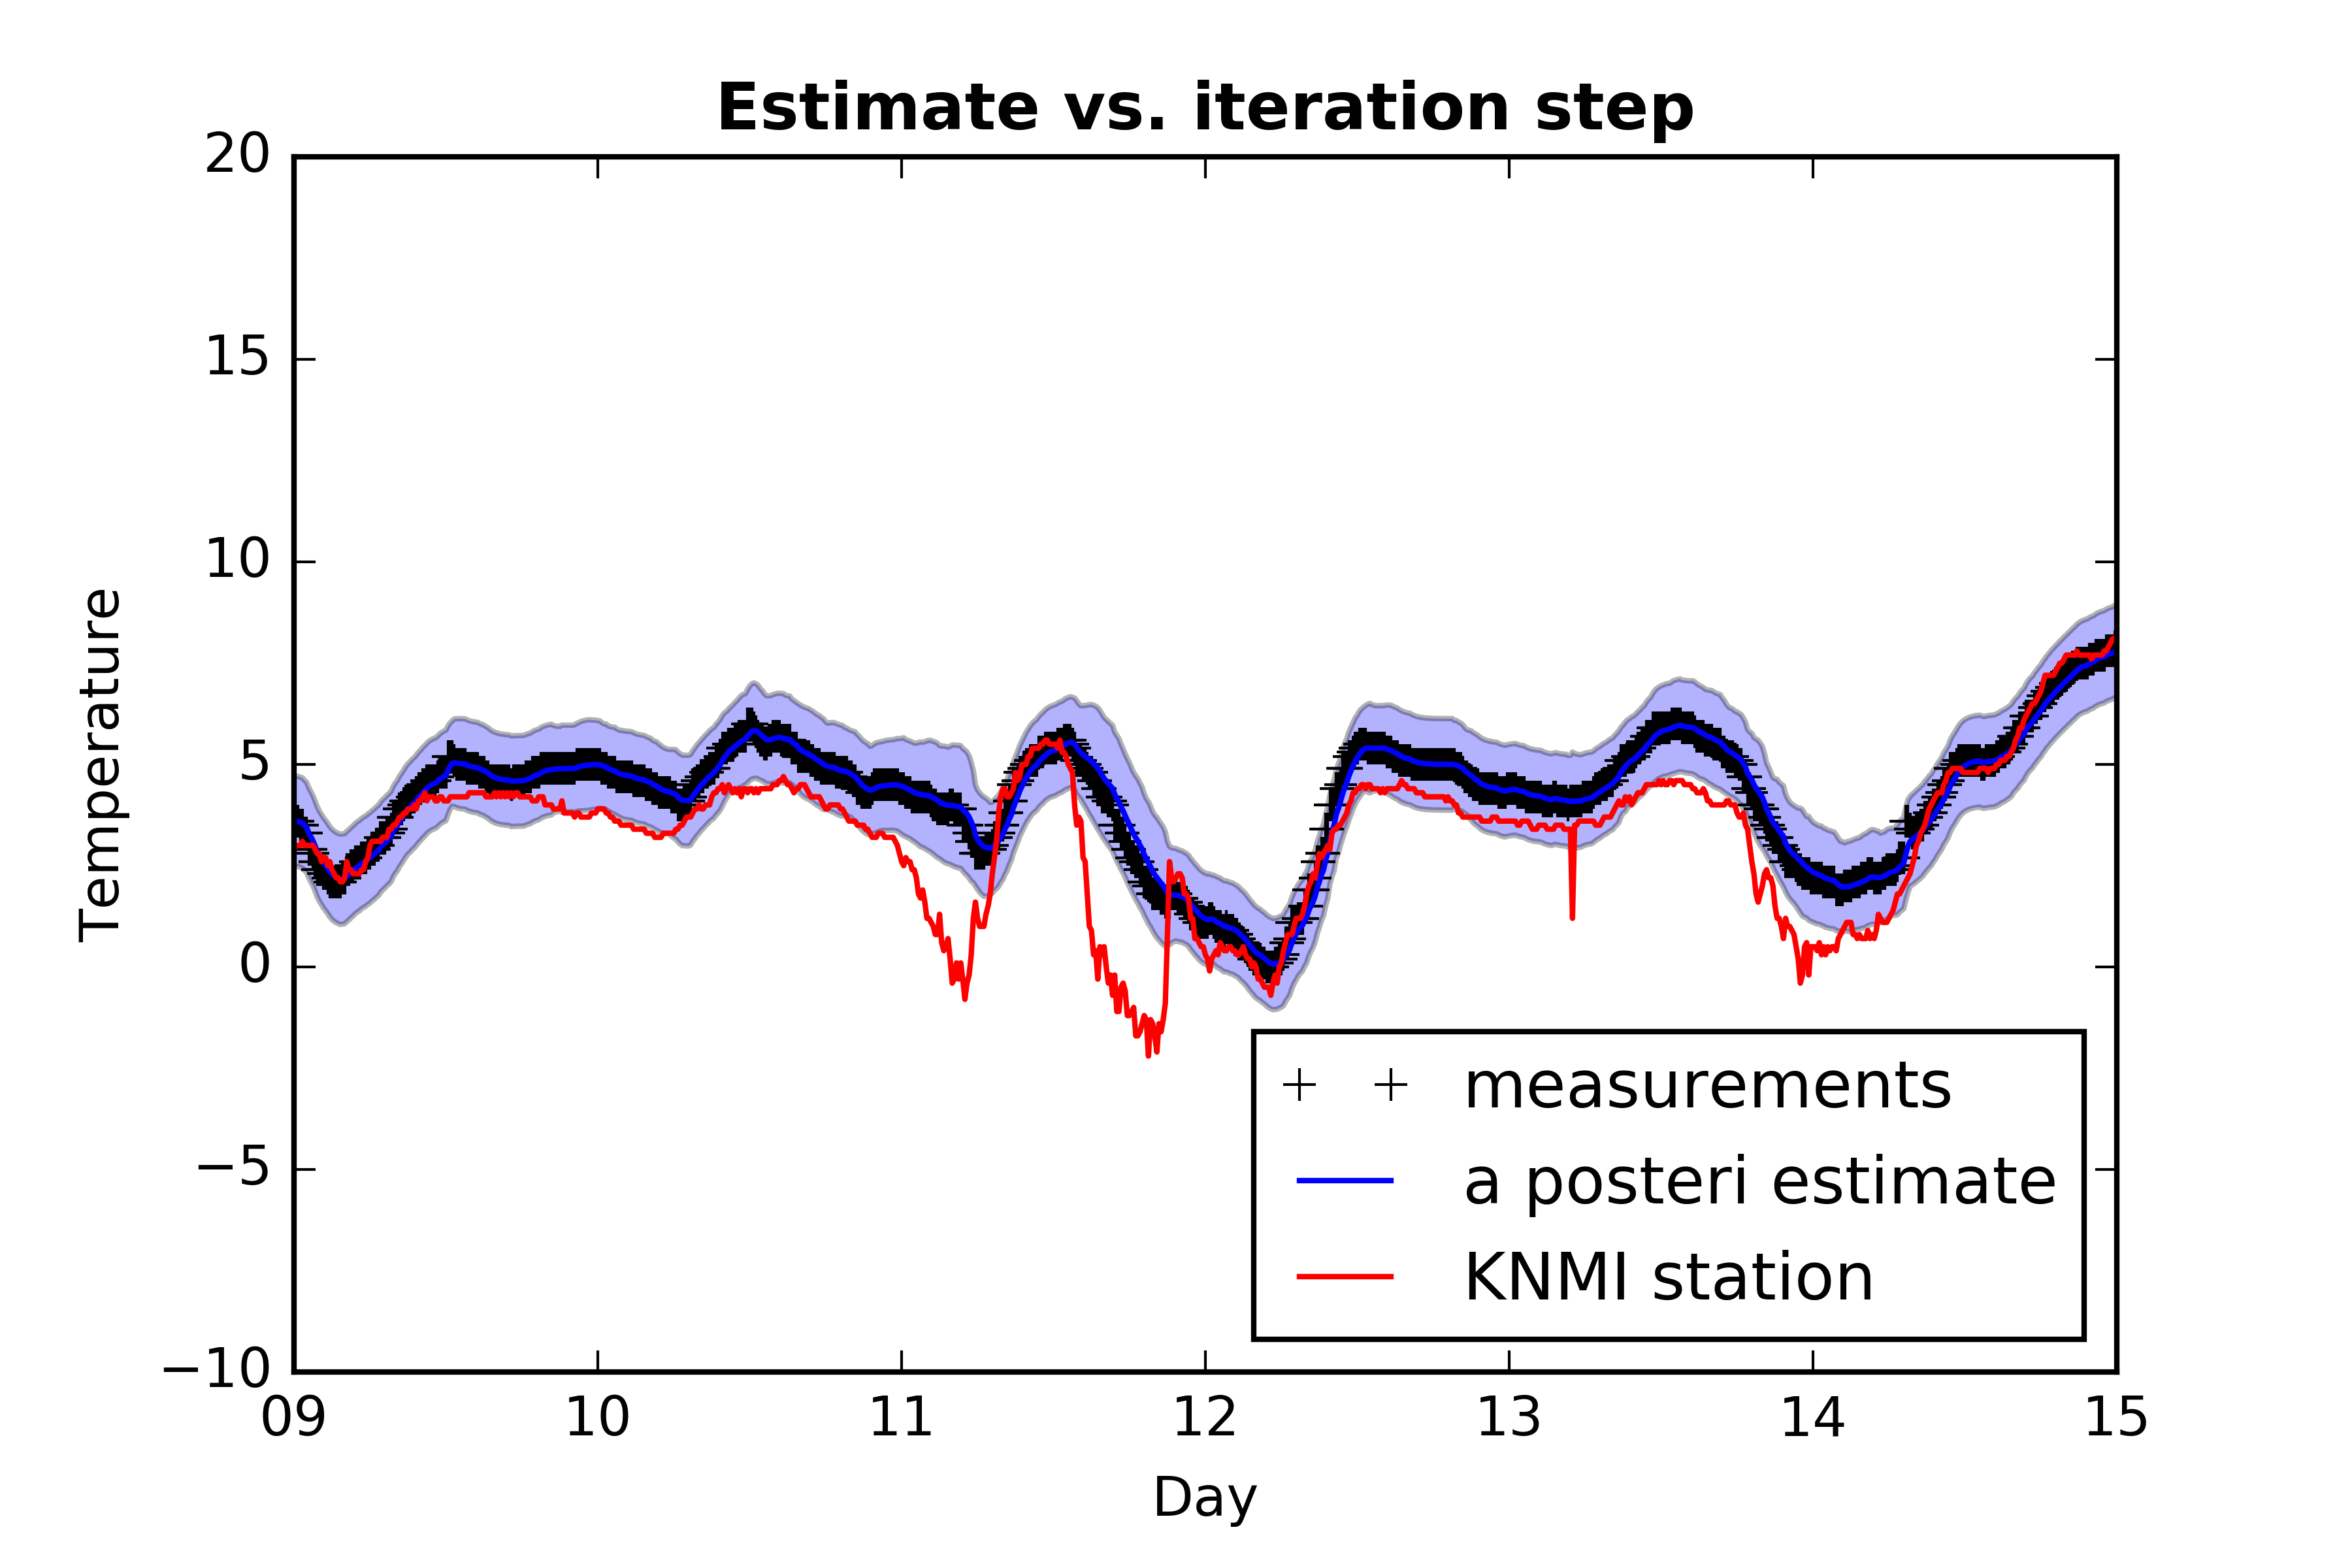 Estimate vs. iteration step
20
15
10
5
0
−5
−10
Temperature
measurements
a posteri estimate
KNMI station
09 10 11 12 13 14 15
Day